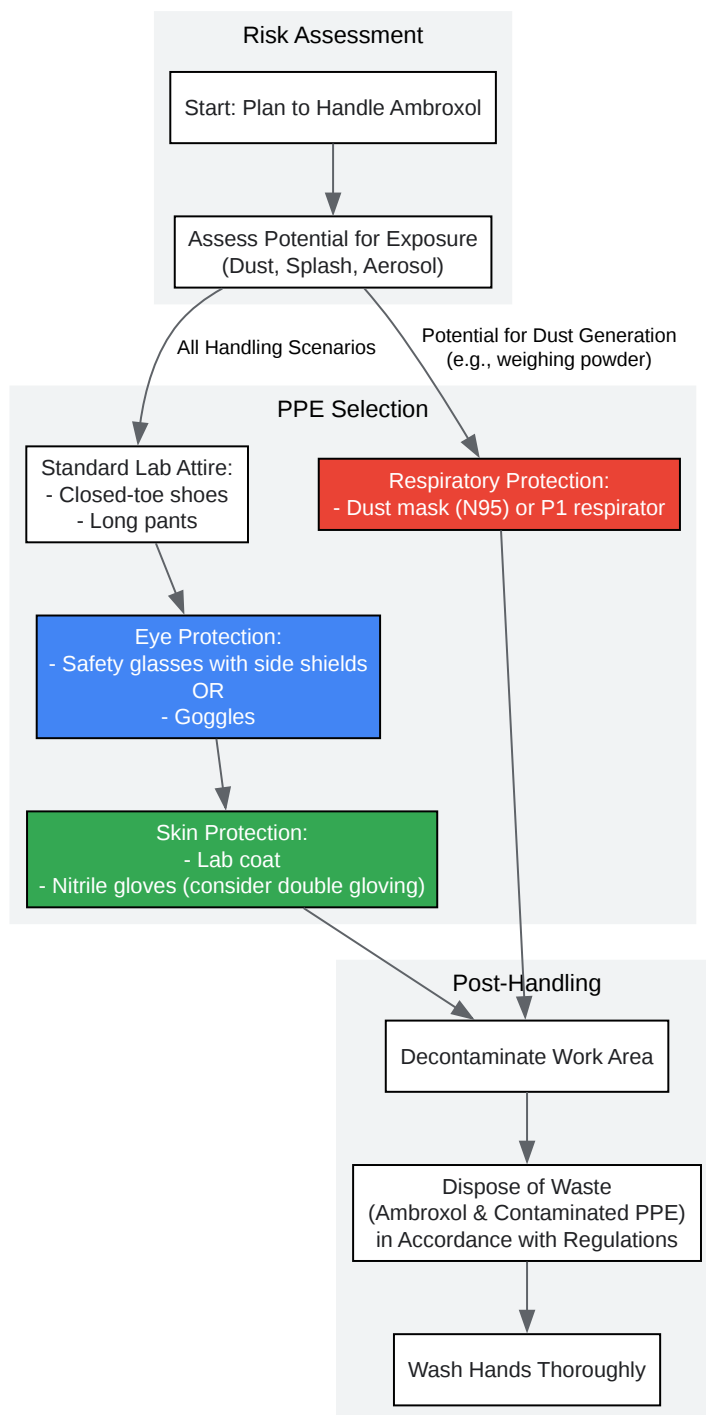 Risk Assessment
Start: Plan to Handle Ambroxol
Assess Potential for Exposure
(Dust, Splash, Aerosol)
All Handling Scenarios
Potential for Dust Generation
(e.g., weighing powder)
PPE Selection
Standard Lab Attire:
- Closed-toe shoes
- Long pants
Respiratory Protection:
- Dust mask (N95) or P1 respirator
Eye Protection:
- Safety glasses with side shields
OR
- Goggles
Skin Protection:
- Lab coat
- Nitrile gloves (consider double gloving)
Post-Handling
Decontaminate Work Area
Dispose of Waste
(Ambroxol & Contaminated PPE)
in Accordance with Regulations
Wash Hands Thoroughly